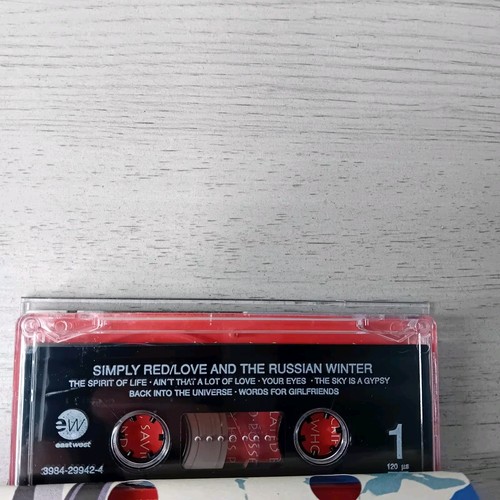 SIMPLY RED/LOVE AND THE RUSSIAN WINTER
THE SPIRIT OF LIFE · AIN'T THAT A LOT OF LOVE · YOUR EYES · THE SKY IS A GYPSY
BACK INTO THE UNIVERSE · WORDS FOR GIRLFRIENDS
ew
eastwest
3984-29942-4
1
120 µs